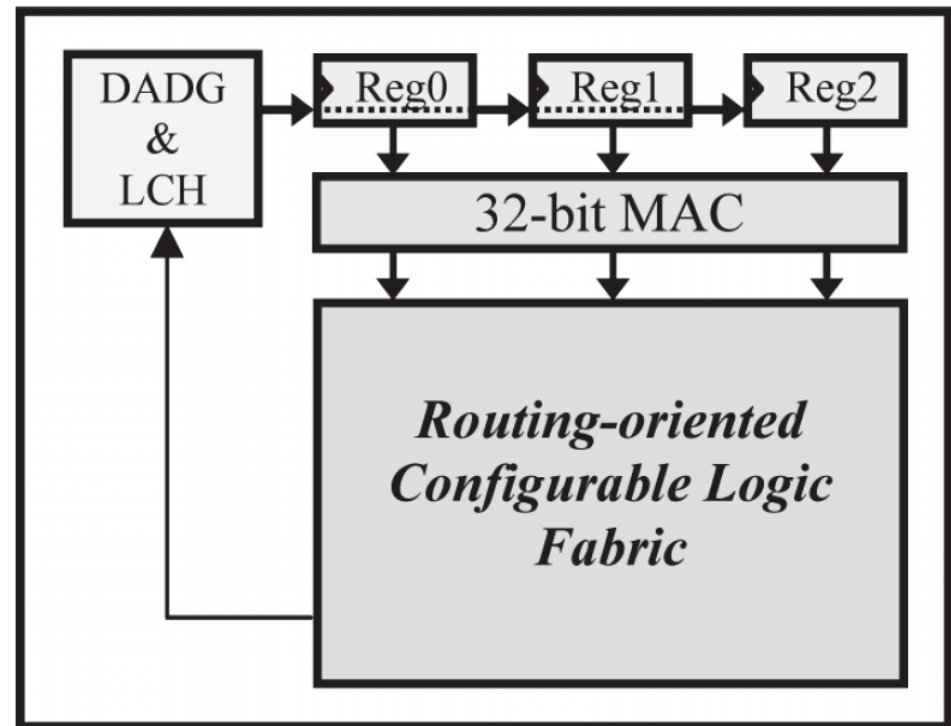 DADG
&
LCH
Reg0
Reg1
Reg2
32-bit MAC
Routing-oriented
Configurable Logic
Fabric